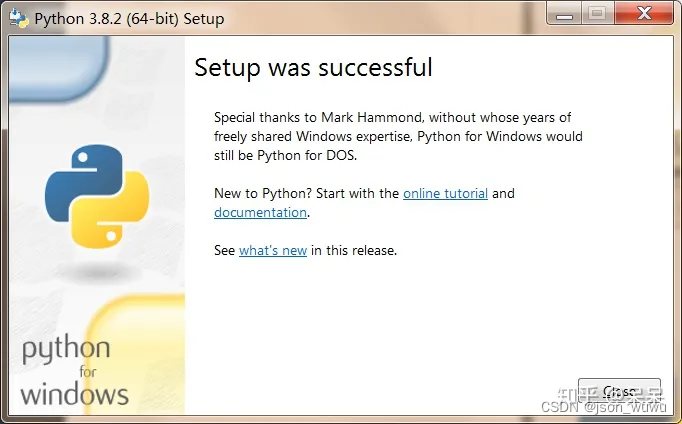 Python 3.8.2 (64-bit) Setup
Setup was successful
Special thanks to Mark Hammond, without whose years of
freely shared Windows expertise, Python for Windows would
still be Python for DOS.
New to Python? Start with the online tutorial and
documentation.
See what's new in this release.
python
for
windows
Close
知乎
CSDN @json_wuwu